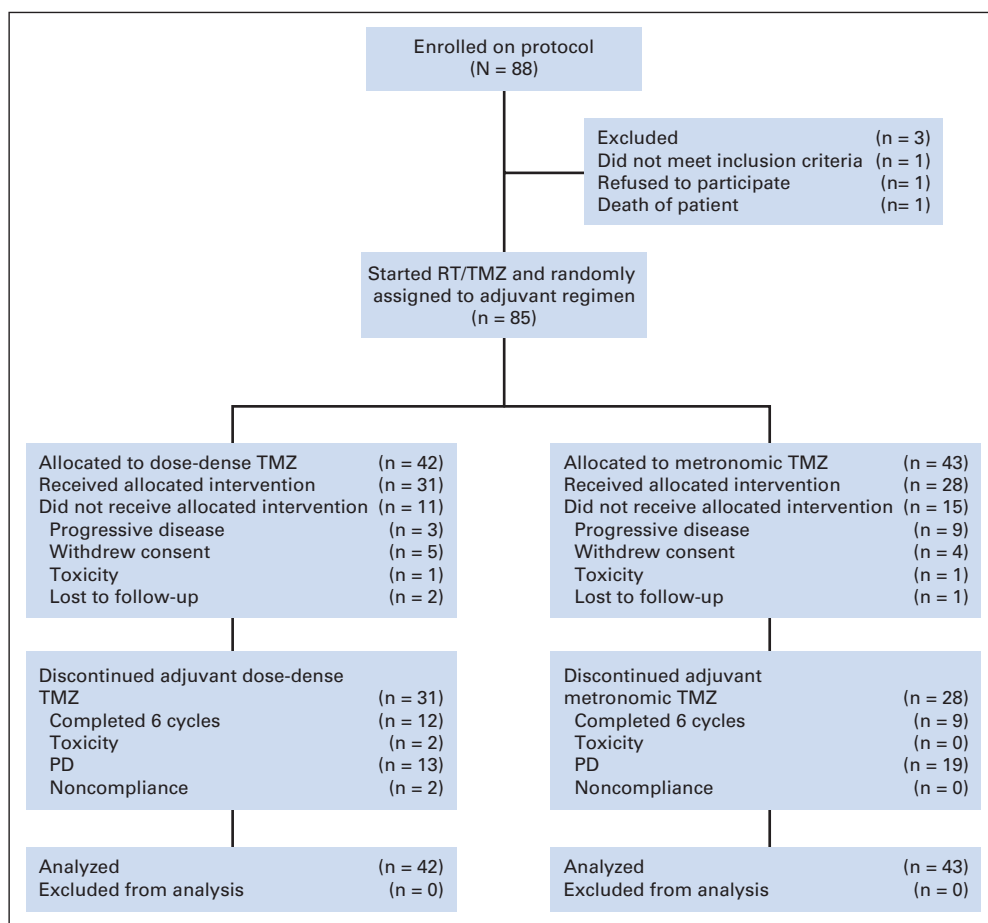 Enrolled on protocol
(N = 88)
Excluded (n = 3)
Did not meet inclusion criteria (n = 1)
Refused to participate (n= 1)
Death of patient (n= 1)
Started RT/TMZ and randomly
assigned to adjuvant regimen
(n = 85)
Allocated to dose-dense TMZ (n = 42)
Received allocated intervention (n = 31)
Did not receive allocated intervention (n = 11)
Progressive disease (n = 3)
Withdrew consent (n = 5)
Toxicity (n = 1)
Lost to follow-up (n = 2)
Allocated to metronomic TMZ (n = 43)
Received allocated intervention (n = 28)
Did not receive allocated intervention (n = 15)
Progressive disease (n = 9)
Withdrew consent (n = 4)
Toxicity (n = 1)
Lost to follow-up (n = 1)
Discontinued adjuvant dose-dense
TMZ (n = 31)
Completed 6 cycles (n = 12)
Toxicity (n = 2)
PD (n = 13)
Noncompliance (n = 2)
Discontinued adjuvant
metronomic TMZ (n = 28)
Completed 6 cycles (n = 9)
Toxicity (n = 0)
PD (n = 19)
Noncompliance (n = 0)
Analyzed (n = 42)
Excluded from analysis (n = 0)
Analyzed (n = 43)
Excluded from analysis (n = 0)